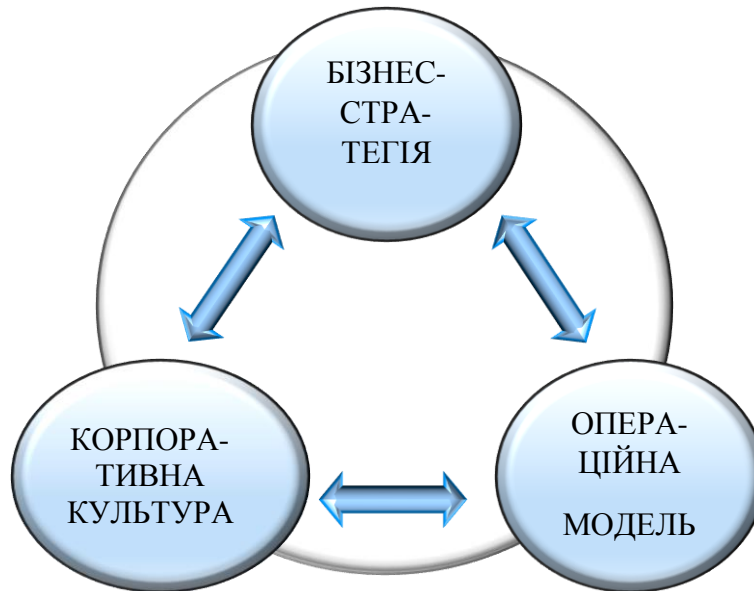 БІЗНЕС-
СТРА-
ТЕГІЯ
КОРПОРА-
ТИВНА
КУЛЬТУРА
ОПЕРА-
ЦІЙНА
МОДЕЛЬ